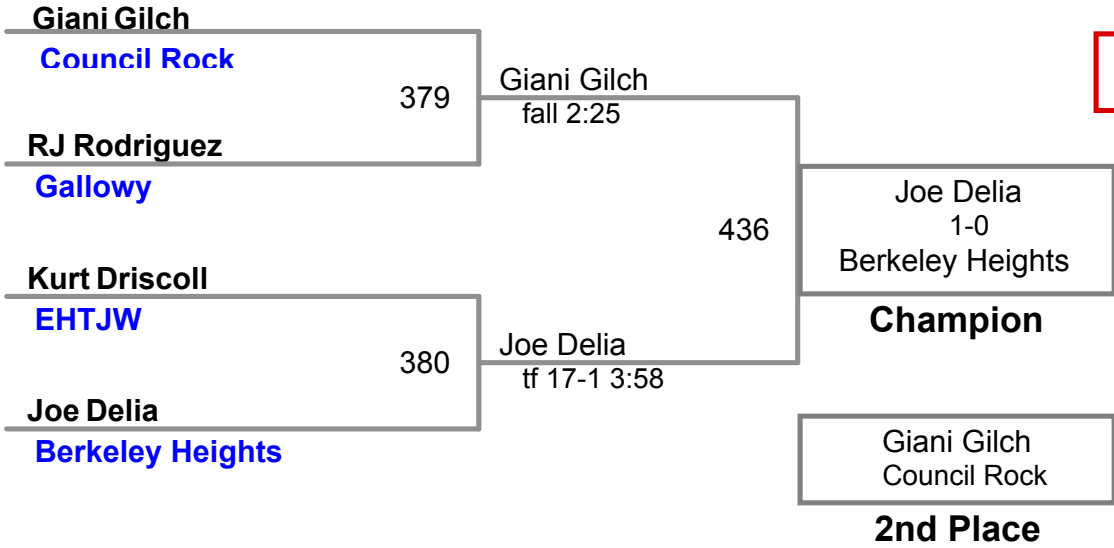 Giani Gilch
Council Rock
379
Giani Gilch
fall 2:25
RJ Rodriguez
Gallowy
436
Joe Delia
1-0
Berkeley Heights
Champion
Kurt Driscoll
EHTJW
380
Joe Delia
tf 17-1 3:58
Joe Delia
Berkeley Heights
Giani Gilch
Council Rock
2nd Place